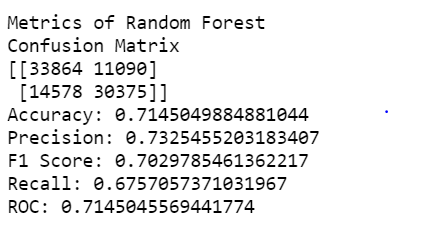 Metrics of Random Forest
Confusion Matrix
[[33864 11090]
 [14578 30375]]
Accuracy: 0.7145049884881044
Precision: 0.7325455203183407
F1 Score: 0.7029785461362217
Recall: 0.6757057371031967
ROC: 0.7145045569441774